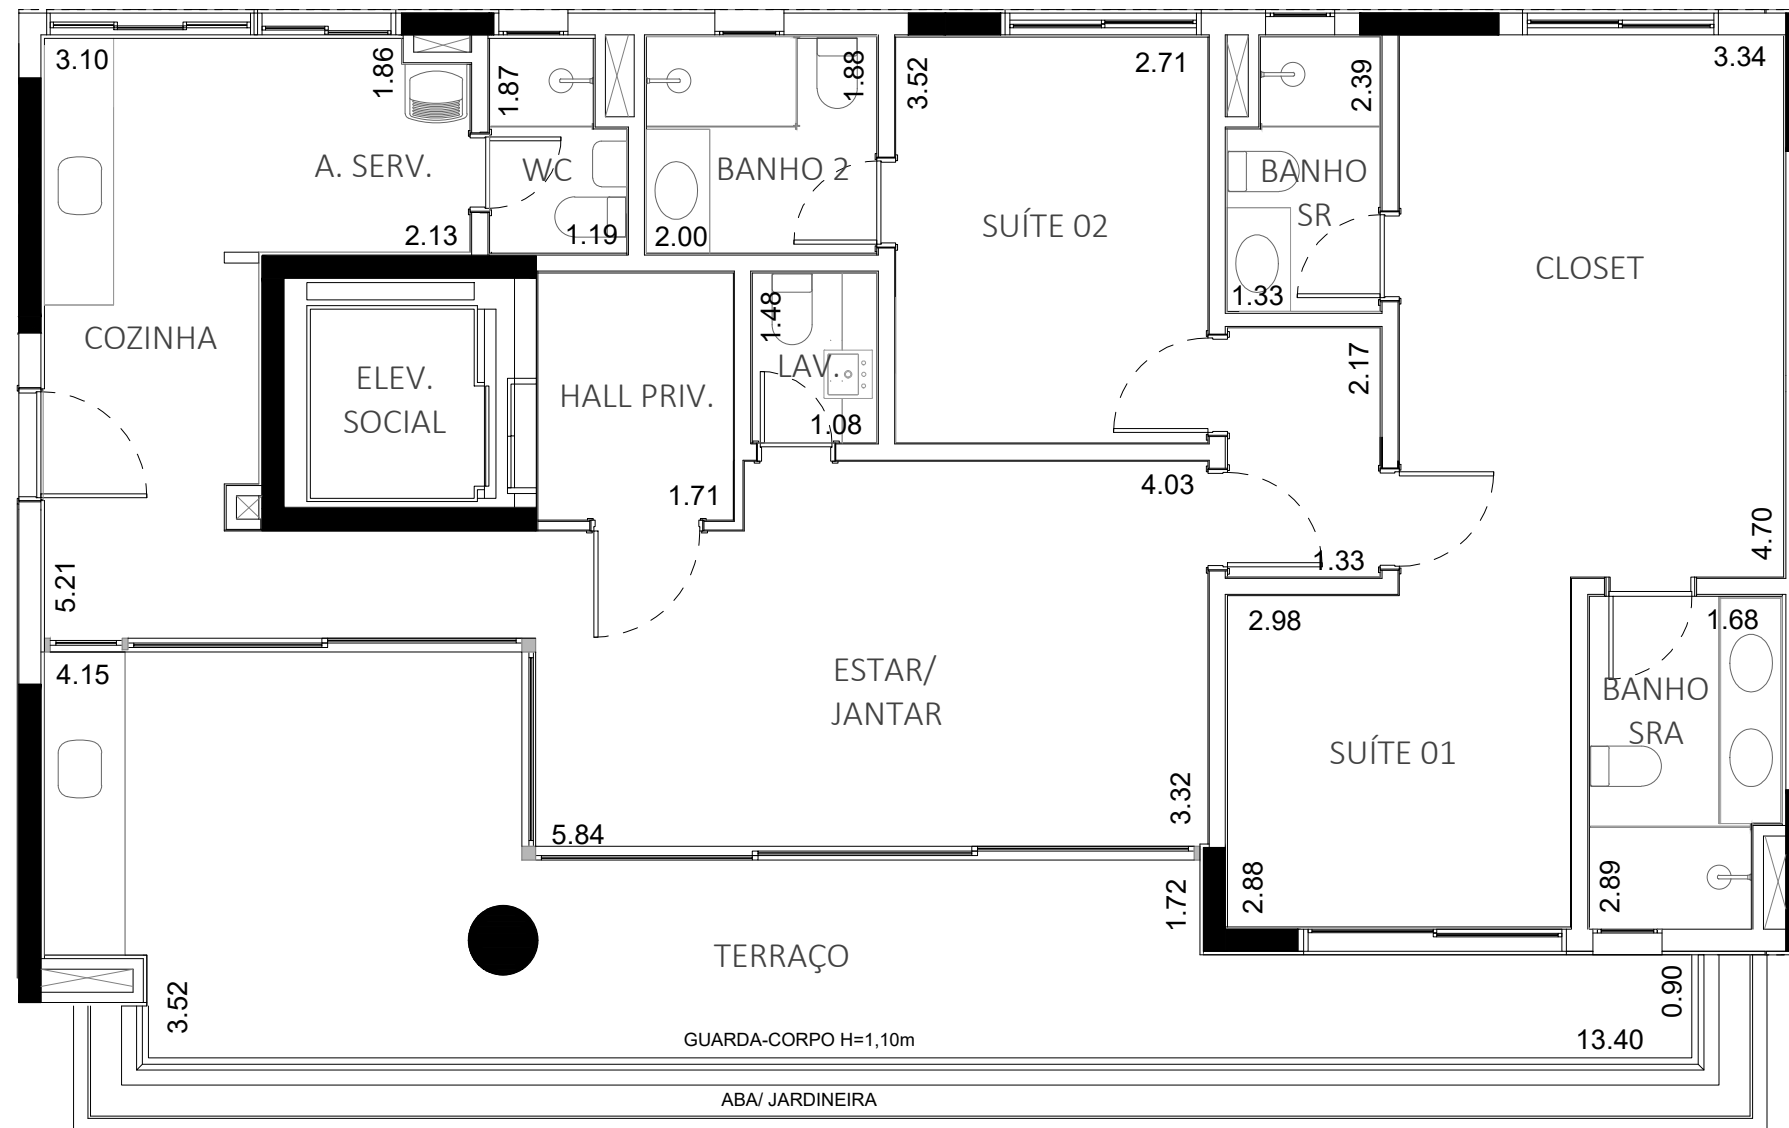 3.10
1.86
1.87
1.88
3.52
2.71
2.39
3.34
A. SERV.
WC
BANHO 2
BANHO
SR
SUÍTE 02
2.13
1.19
2.00
CLOSET
1.33
COZINHA
1.48
LAV.
2.17
ELEV.
SOCIAL
HALL PRIV.
1.08
1.71
4.03
4.70
1.33
5.21
2.98
1.68
4.15
ESTAR/
JANTAR
BANHO
SRA
SUÍTE 01
3.32
5.84
2.88
2.89
1.72
TERRAÇO
3.52
0.90
GUARDA-CORPO H=1,10m
13.40
ABA/ JARDINEIRA